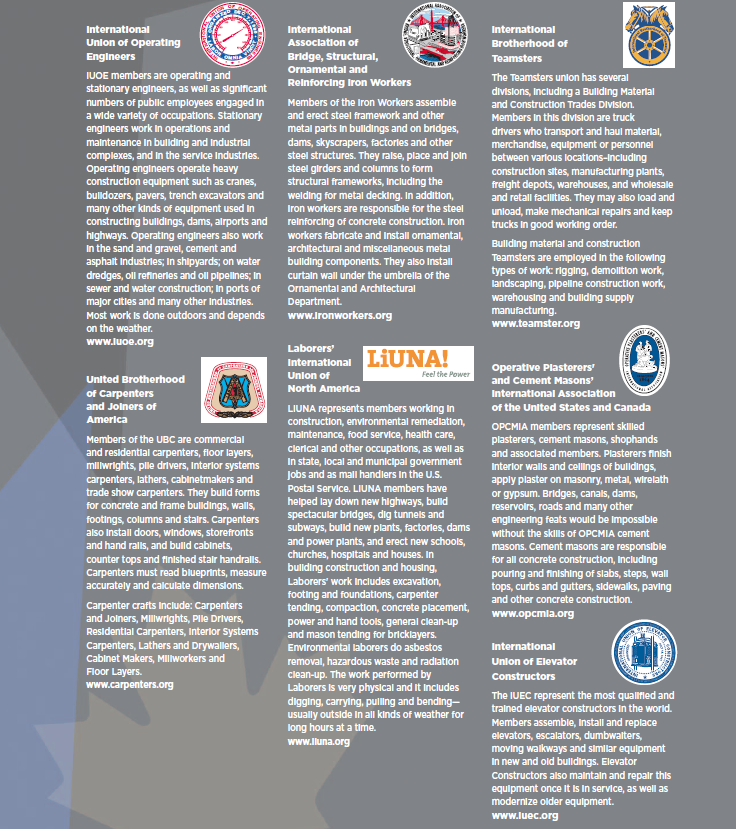 International
Union of Operating
Engineers
IUOE members are operating and
stationary engineers, as well as significant
numbers of public employees engaged in
a wide variety of occupations. Stationary
engineers work in operations and
maintenance in building and industrial
complexes, and in the service industries.
Operating engineers operate heavy
construction equipment such as cranes,
bulldozers, pavers, trench excavators and
many other kinds of equipment used in
constructing buildings, dams, airports and
highways. Operating engineers also work
in the sand and gravel, cement and
asphalt industries; in shipyards; on water
dredges, oil refineries and oil pipelines; in
sewer and water construction; in ports of
major cities and many other industries.
Most work is done outdoors and depends
on the weather.
www.iuoe.org
United Brotherhood
of Carpenters
and Joiners of
America
Members of the UBC are commercial
and residential carpenters, floor layers,
millwrights, pile drivers, interior systems
carpenters, lathers, cabinetmakers and
trade show carpenters. They build forms
for concrete and frame buildings, walls,
footings, columns and stairs. Carpenters
also install doors, windows, storefronts
and hand rails, and build cabinets,
counter tops and finished stair handrails.
Carpenters must read blueprints, measure
accurately and calculate dimensions.
Carpenter crafts include: Carpenters
and Joiners, Millwrights, Pile Drivers,
Residential Carpenters, Interior Systems
Carpenters, Lathers and Drywallers,
Cabinet Makers, Millworkers and
Floor Layers.
www.carpenters.org
International
Association of
Bridge, Structural,
Ornamental and
Reinforcing Iron Workers
Members of the Iron Workers assemble
and erect steel framework and other
metal parts in buildings and on bridges,
dams, skyscrapers, factories and other
steel structures. They raise, place and join
steel girders and columns to form
structural frameworks, including the
welding for metal decking. In addition,
Iron workers are responsible for the steel
reinforcing of concrete construction. Iron
workers fabricate and install ornamental,
architectural and miscellaneous metal
building components. They also install
curtain wall under the umbrella of the
Ornamental and Architectural
Department.
www.ironworkers.org
Laborers'
International
Union of
North America
LiUNA!
Feel the Power
LIUNA represents members working in
construction, environmental remediation,
maintenance, food service, health care,
clerical and other occupations, as well as
in state, local and municipal government
jobs and as mail handlers in the U.S.
Postal Service. LIUNA members have
helped lay down new highways, build
spectacular bridges, dig tunnels and
subways, build new plants, factories, dams
and power plants, and erect new schools,
churches, hospitals and houses. In
building construction and housing,
Laborers' work includes excavation,
footing and foundations, carpenter
tending, compaction, concrete placement,
power and hand tools, general clean-up
and mason tending for bricklayers.
Environmental laborers do asbestos
removal, hazardous waste and radiation
clean-up. The work performed by
Laborers is very physical and it includes
digging, carrying, pulling and bending—
usually outside in all kinds of weather for
long hours at a time.
www.liuna.org
International
Brotherhood of
Teamsters
The Teamsters union has several
divisions, including a Building Material
and Construction Trades Division.
Members in this division are truck
drivers who transport and haul material,
merchandise, equipment or personnel
between various locations–including
construction sites, manufacturing plants,
freight depots, warehouses, and wholesale
and retail facilities. They may also load and
unload, make mechanical repairs and keep
trucks in good working order.
Building material and construction
Teamsters are employed in the following
types of work: rigging, demolition work,
landscaping, pipeline construction work,
warehousing and building supply
manufacturing.
www.teamster.org
Operative Plasterers'
and Cement Masons'
International Association
of the United States and Canada
OPCMIA members represent skilled
plasterers, cement masons, shophands
and associated members. Plasterers finish
interior walls and ceilings of buildings,
apply plaster on masonry, metal, wirelath
or gypsum. Bridges, canals, dams,
reservoirs, roads and many other
engineering feats would be impossible
without the skills of OPCMIA cement
masons. Cement masons are responsible
for all concrete construction, including
pouring and finishing of slabs, steps, wall
tops, curbs and gutters, sidewalks, paving
and other concrete construction.
www.opcmia.org
International
Union of Elevator
Constructors
The IUEC represent the most qualified and
trained elevator constructors in the world.
Members assemble, install and replace
elevators, escalators, dumbwaiters,
moving walkways and similar equipment
in new and old buildings. Elevator
Constructors also maintain and repair this
equipment once it is in service, as well as
modernize older equipment.
www.iuec.org